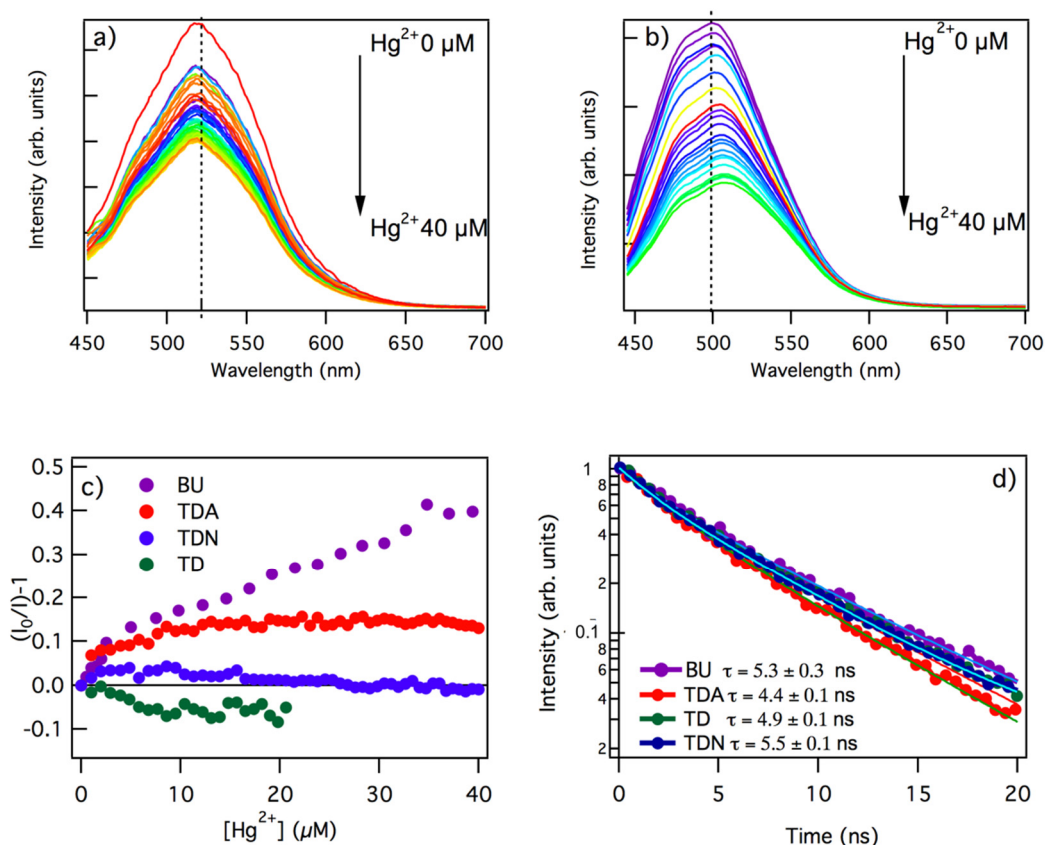 a)
Hg2+ 0 µM
Hg2+ 40 µM
Intensity (arb. units)
450 500 550 600 650 700
Wavelength (nm)
b)
Hg2+ 0 µM
Hg2+ 40 µM
Intensity (arb. units)
450 500 550 600 650 700
Wavelength (nm)
c)
BU
TDA
TDN
TD
(I0/I)-1
0.5
0.4
0.3
0.2
0.1
0.0
-0.1
0 10 20 30 40
[Hg2+] (µM)
d)
Intensity (arb. units)
1
8
6
4
2
0.1
8
6
4
2
BU τ = 5.3 ± 0.3 ns
TDA τ = 4.4 ± 0.1 ns
TD τ = 4.9 ± 0.1 ns
TDN τ = 5.5 ± 0.1 ns
0 5 10 15 20
Time (ns)